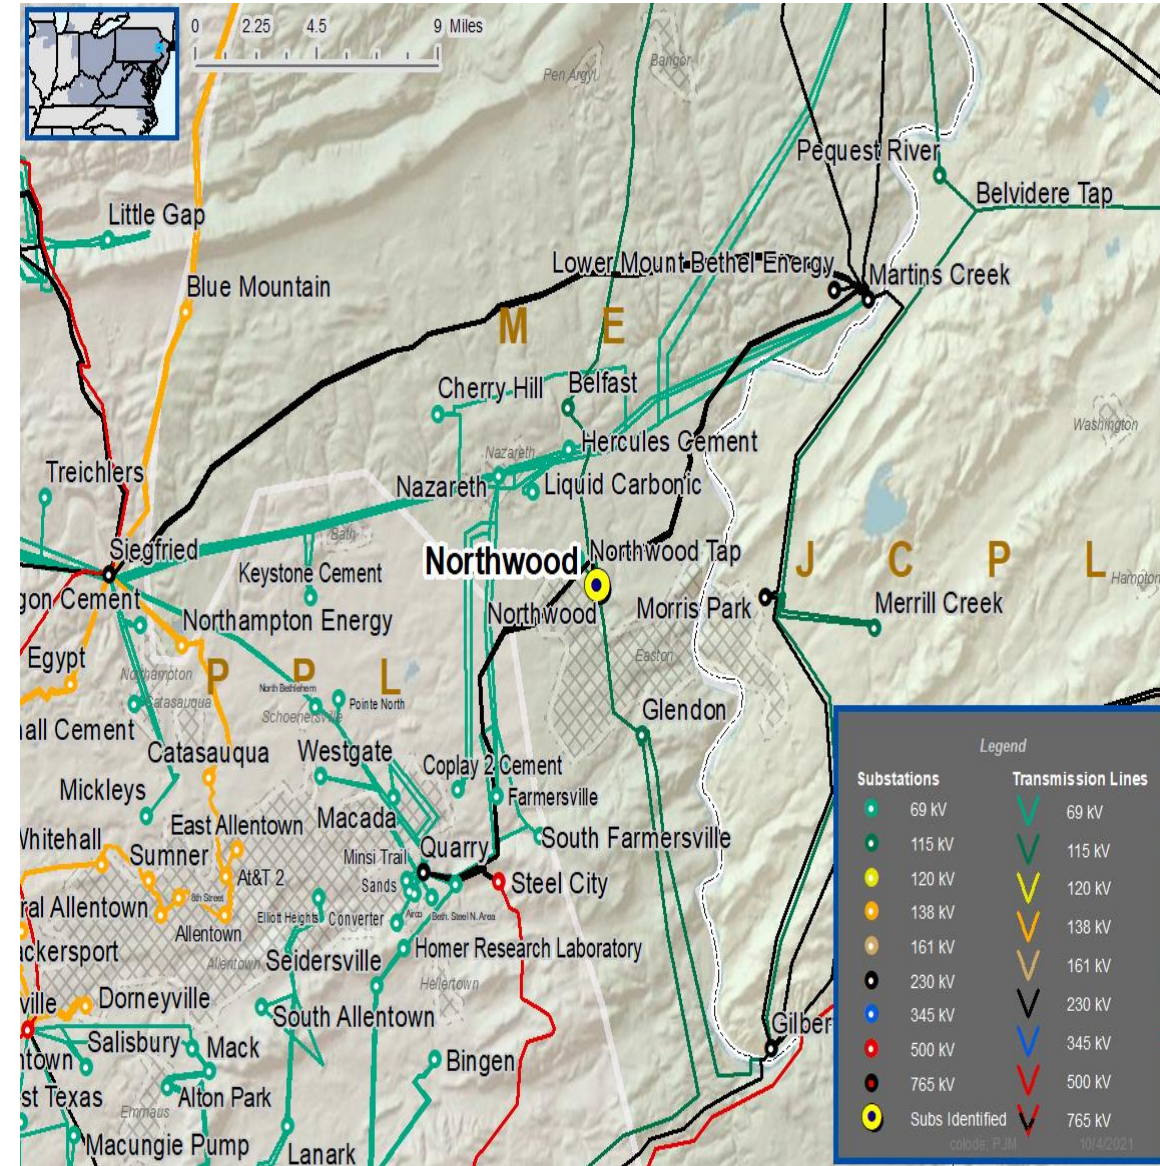 0 2.25 4.5 9 Miles
Pen Argyl
Bangor
Pequest River
Belvidere Tap
Little Gap
Blue Mountain
Lower Mount Bethel Energy
Martins Creek
M E
Cherry Hill
Belfast
Washington
Nazareth
Hercules Cement
Treichlers
Nazareth
Liquid Carbonic
Bath
Siegfried
Northwood
Northwood Tap
J C P L
Keystone Cement
Hampton
gon Cement
Northampton Energy
Northwood
Morris Park
Merrill Creek
Egypt
Northampton
Catasauqua
P P L
North Bethlehem
Pointe North
Schoenersville
Easton
Glendon
hall Cement
Catasauqua
Westgate
Coplay 2 Cement
Mickleys
Macada
Farmersville
Whitehall
East Allentown
South Farmersville
Sumner
Minsi Trail
Quarry
At&T 2
Sands
Steel City
8th Street
ral Allentown
Elliott Heights
Converter
Airco
Beth. Steel N. Area
Allentown
ackersport
Allentown
Seidersville
Homer Research Laboratory
Hellertown
ville
Dorneyville
South Allentown
Gilber
Salisbury
Mack
ntown
Bingen
st Texas
Alton Park
Emmaus
Macungie Pump
Lanark
Legend
Substations Transmission Lines
69 kV 69 kV
115 kV 115 kV
120 kV 120 kV
138 kV 138 kV
161 kV 161 kV
230 kV 230 kV
345 kV 345 kV
500 kV 500 kV
765 kV 765 kV
Subs Identified
colode, PJM 10/4/2021